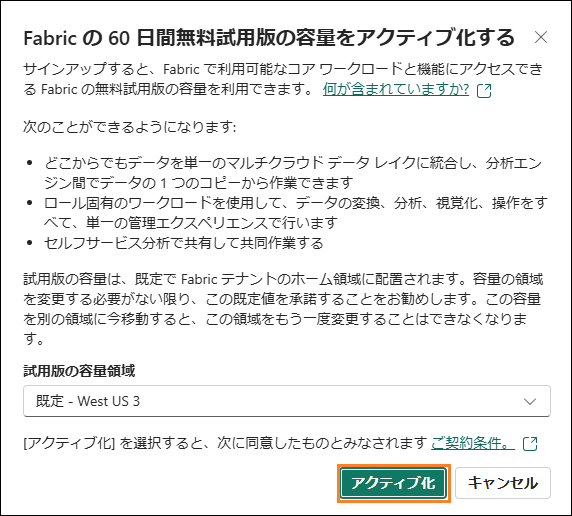 Fabric の 60 日間無料試用版の容量をアクティブ化する
サインアップすると、Fabric で利用可能なコア ワークロードと機能にアクセスでき
る Fabric の無料試用版の容量を利用できます。 何が含まれていますか?
次のことができるようになります:
• どこからでもデータを単一のマルチクラウド データ レイクに統合し、分析エン
ジン間でデータの 1 つのコピーから作業できます
• ロール固有のワークロードを使用して、データの変換、分析、視覚化、操作をす
べて、単一の管理エクスペリエンスで行います
• セルフサービス分析で共有して共同作業する
試用版の容量は、既定で Fabric テナントのホーム領域に配置されます。容量の領域
を変更する必要がない限り、この既定値を承諾することをお勧めします。この容量
を別の領域に今移動すると、この領域をもう一度変更することはできなくなりま
す。
試用版の容量領域
既定 - West US 3
[アクティブ化] を選択すると、次に同意したものとみなされます ご契約条件。
アクティブ化
キャンセル